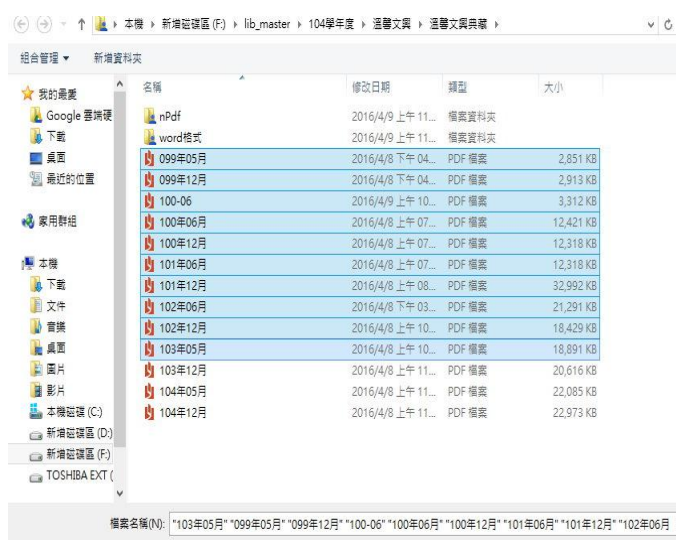 本機 › 新增磁碟區 (F:) › lib_master › 104學年度 › 溫馨文輿 › 溫馨文輿典藏 ›
組合管理 ▼ 新增資料夾
名稱 修改日期 類型 大小
我的最愛
Google 雲端硬
下載
桌面
最近的位置
家用群組
本機
下載
文件
音樂
桌面
圖片
影片
本機磁碟 (C:)
新增磁碟區 (D:)
新增磁碟區 (F:)
TOSHIBA EXT (
nPdf 2016/4/9 上午 11... 檔案資料夾
word格式 2016/4/9 上午 11... 檔案資料夾
099年05月 2016/4/8 下午 04... PDF 檔案 2,851 KB
099年12月 2016/4/8 下午 04... PDF 檔案 2,913 KB
100-06 2016/4/9 上午 10... PDF 檔案 3,312 KB
100年06月 2016/4/8 上午 07... PDF 檔案 12,421 KB
100年12月 2016/4/8 上午 07... PDF 檔案 12,318 KB
101年06月 2016/4/8 上午 07... PDF 檔案 12,318 KB
101年12月 2016/4/8 上午 08... PDF 檔案 32,992 KB
102年06月 2016/4/8 下午 03... PDF 檔案 21,291 KB
102年12月 2016/4/8 上午 10... PDF 檔案 18,429 KB
103年05月 2016/4/8 上午 10... PDF 檔案 18,891 KB
103年12月 2016/4/8 上午 11... PDF 檔案 20,616 KB
104年05月 2016/4/8 上午 11... PDF 檔案 22,085 KB
104年12月 2016/4/8 上午 11... PDF 檔案 22,973 KB
檔案名稱(N): "103年05月" "099年05月" "099年12月" "100-06" "100年06月" "100年12月" "101年06月" "101年12月" "102年06月